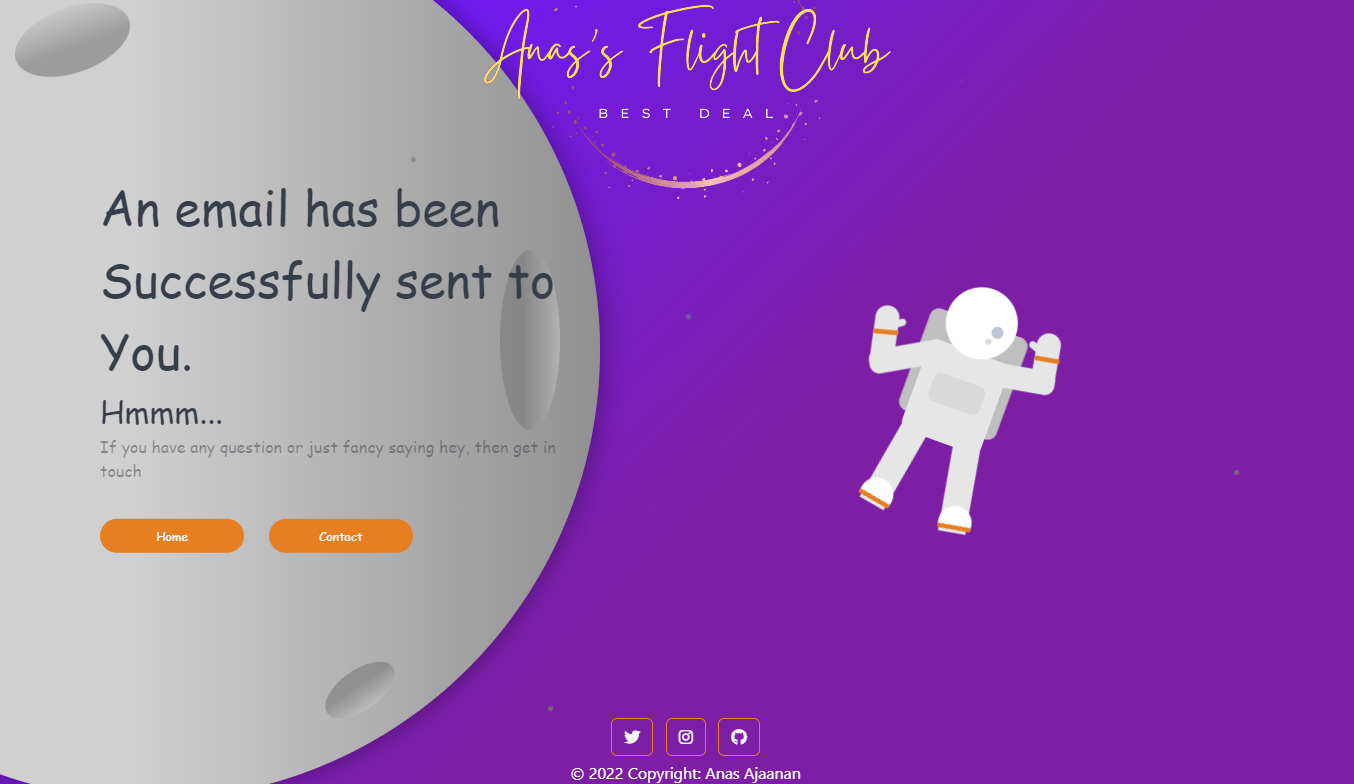 Anas's Flight Club
BEST DEAL
An email has been
Successfully sent to
You.
Hmmm...
If you have any question or just fancy saying hey, then get in
touch
Home
Contact
© 2022 Copyright: Anas Ajaanan